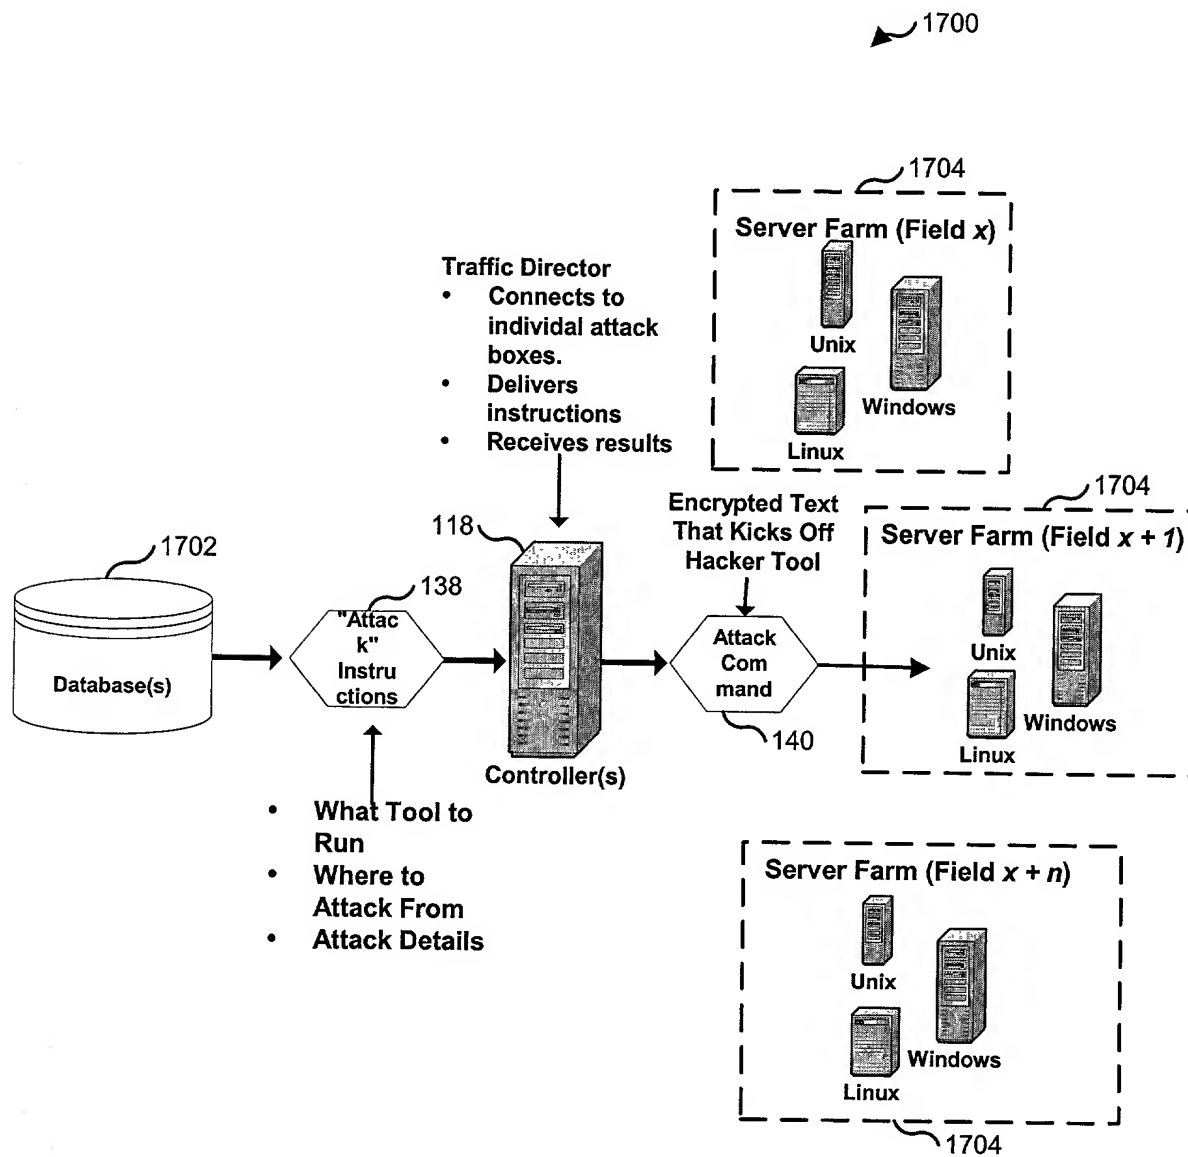 1700
1704
Server Farm (Field x)
Unix
Windows
Linux
Traffic Director
• Connects to
individal attack
boxes.
• Delivers
instructions
• Receives results
1704
Server Farm (Field x + 1)
Unix
Windows
Linux
Encrypted Text
That Kicks Off
Hacker Tool
118
1702
138
Database(s)
"Attac
k"
Instru
ctions
Controller(s)
Attack
Com
mand
140
• What Tool to
Run
• Where to
Attack From
• Attack Details
Server Farm (Field x + n)
Unix
Windows
Linux
1704